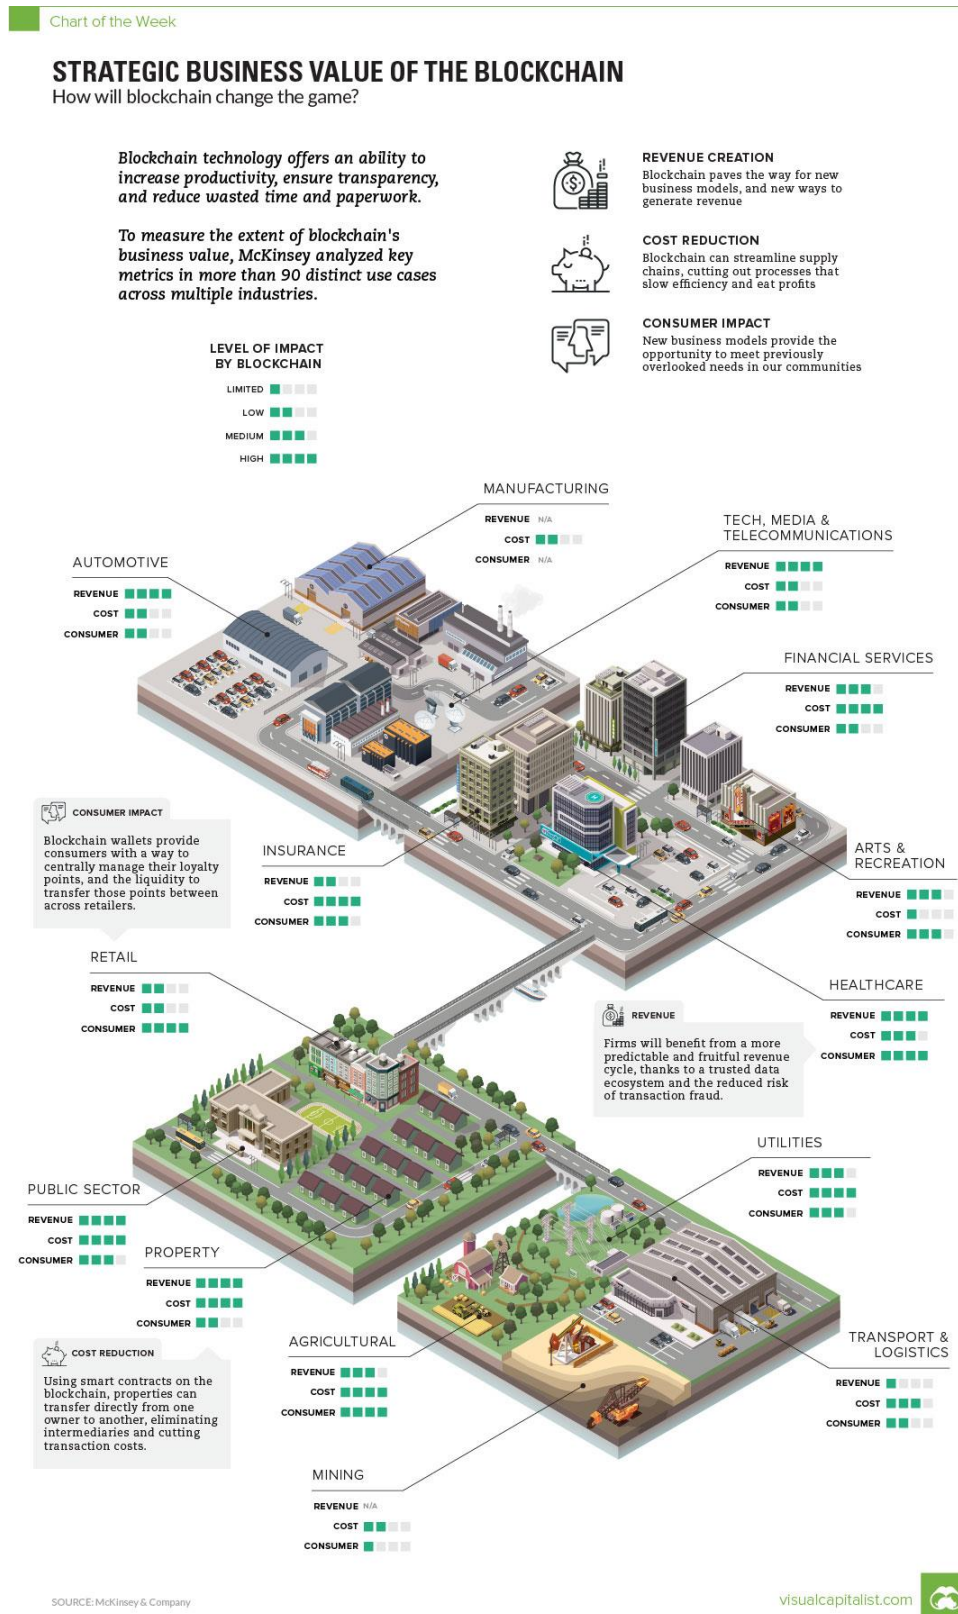 Chart of the Week
STRATEGIC BUSINESS VALUE OF THE BLOCKCHAIN
How will blockchain change the game?
Blockchain technology offers an ability to
increase productivity, ensure transparency,
and reduce wasted time and paperwork.
To measure the extent of blockchain's
business value, McKinsey analyzed key
metrics in more than 90 distinct use cases
across multiple industries.
REVENUE CREATION
Blockchain paves the way for new
business models, and new ways to
generate revenue
COST REDUCTION
Blockchain can streamline supply
chains, cutting out processes that
slow efficiency and eat profits
CONSUMER IMPACT
New business models provide the
opportunity to meet previously
overlooked needs in our communities
LEVEL OF IMPACT
BY BLOCKCHAIN
LIMITED
LOW
MEDIUM
HIGH
MANUFACTURING
REVENUE N/A
COST
CONSUMER N/A
TECH, MEDIA &
TELECOMMUNICATIONS
REVENUE
COST
CONSUMER
AUTOMOTIVE
REVENUE
COST
CONSUMER
FINANCIAL SERVICES
REVENUE
COST
CONSUMER
CONSUMER IMPACT
Blockchain wallets provide
consumers with a way to
centrally manage their loyalty
points, and the liquidity to
transfer those points between
across retailers.
INSURANCE
REVENUE
COST
CONSUMER
ARTS &
RECREATION
REVENUE
COST
CONSUMER
RETAIL
REVENUE
COST
CONSUMER
HEALTHCARE
REVENUE
COST
CONSUMER
REVENUE
Firms will benefit from a more
predictable and fruitful revenue
cycle, thanks to a trusted data
ecosystem and the reduced risk
of transaction fraud.
UTILITIES
REVENUE
COST
CONSUMER
PUBLIC SECTOR
REVENUE
COST
CONSUMER
PROPERTY
REVENUE
COST
CONSUMER
COST REDUCTION
Using smart contracts on the
blockchain, properties can
transfer directly from one
owner to another, eliminating
intermediaries and cutting
transaction costs.
AGRICULTURAL
REVENUE
COST
CONSUMER
TRANSPORT &
LOGISTICS
REVENUE
COST
CONSUMER
MINING
REVENUE N/A
COST
CONSUMER
SOURCE: McKinsey & Company
visualcapitalist.com